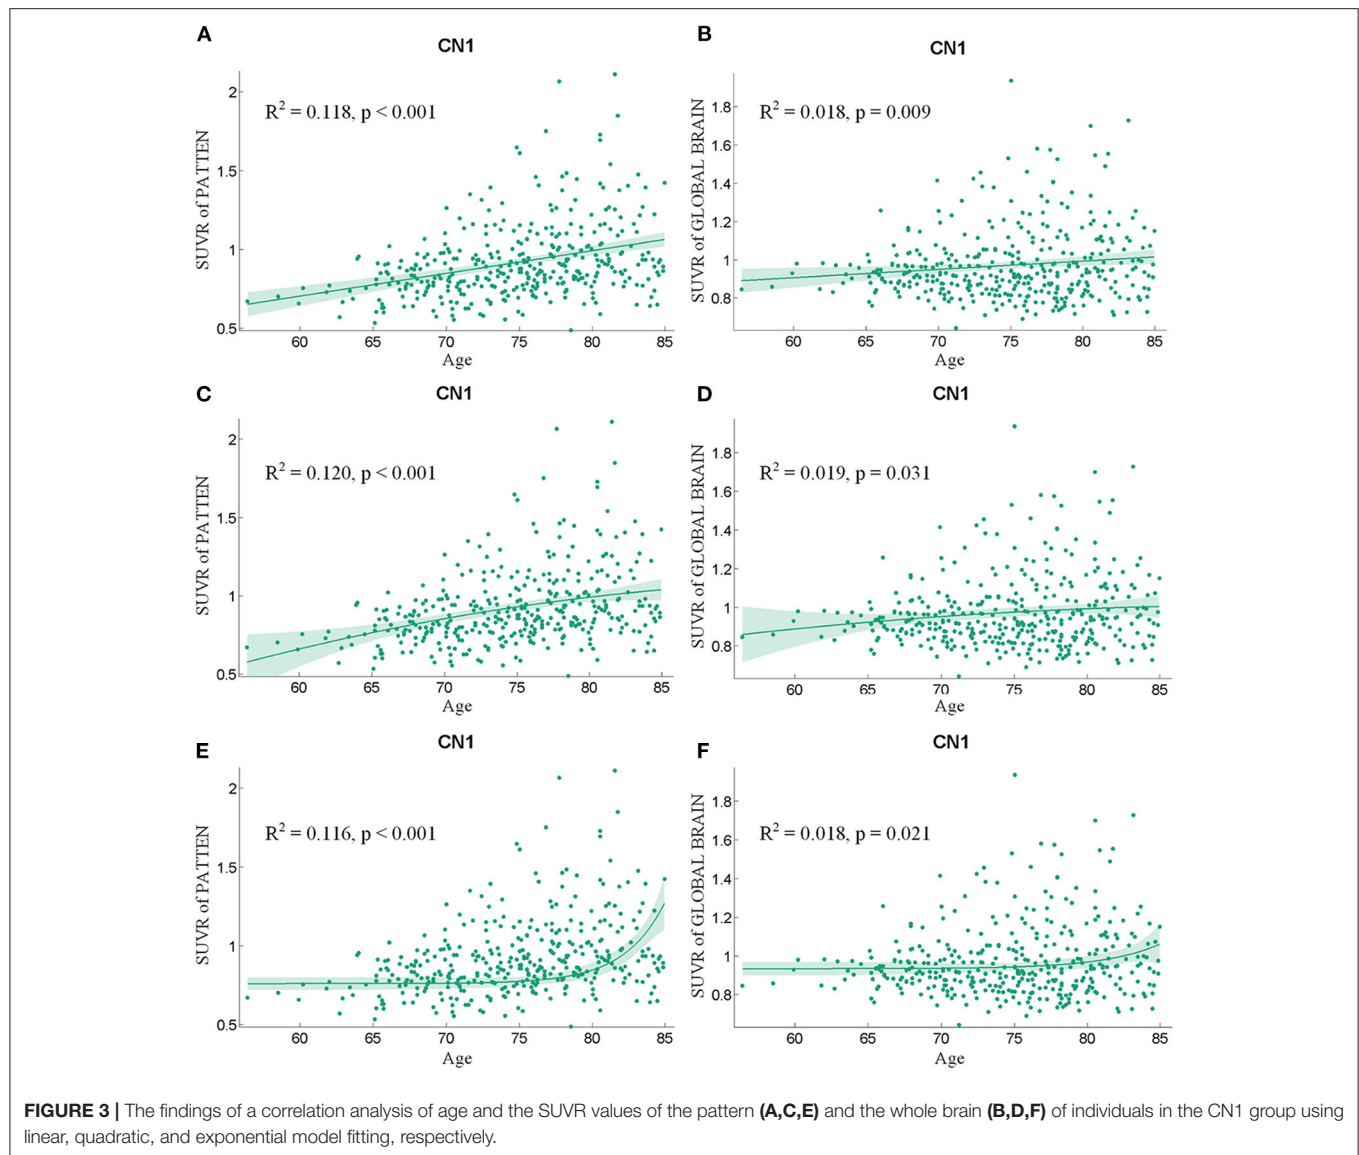 A
CN1
R² = 0.118, p < 0.001
SUVR of PATTEN
2
1.5
1
0.5
60 65 70 75 80 85
Age
B
CN1
R² = 0.018, p = 0.009
SUVR of GLOBAL BRAIN
1.8
1.6
1.4
1.2
1
0.8
60 65 70 75 80 85
Age
C
CN1
R² = 0.120, p < 0.001
SUVR of PATTEN
2
1.5
1
0.5
60 65 70 75 80 85
Age
D
CN1
R² = 0.019, p = 0.031
SUVR of GLOBAL BRAIN
1.8
1.6
1.4
1.2
1
0.8
60 65 70 75 80 85
Age
E
CN1
R² = 0.116, p < 0.001
SUVR of PATTEN
2
1.5
1
0.5
60 65 70 75 80 85
Age
F
CN1
R² = 0.018, p = 0.021
SUVR of GLOBAL BRAIN
1.8
1.6
1.4
1.2
1
0.8
60 65 70 75 80 85
Age
FIGURE 3 | The findings of a correlation analysis of age and the SUVR values of the pattern (A,C,E) and the whole brain (B,D,F) of individuals in the CN1 group using
linear, quadratic, and exponential model fitting, respectively.